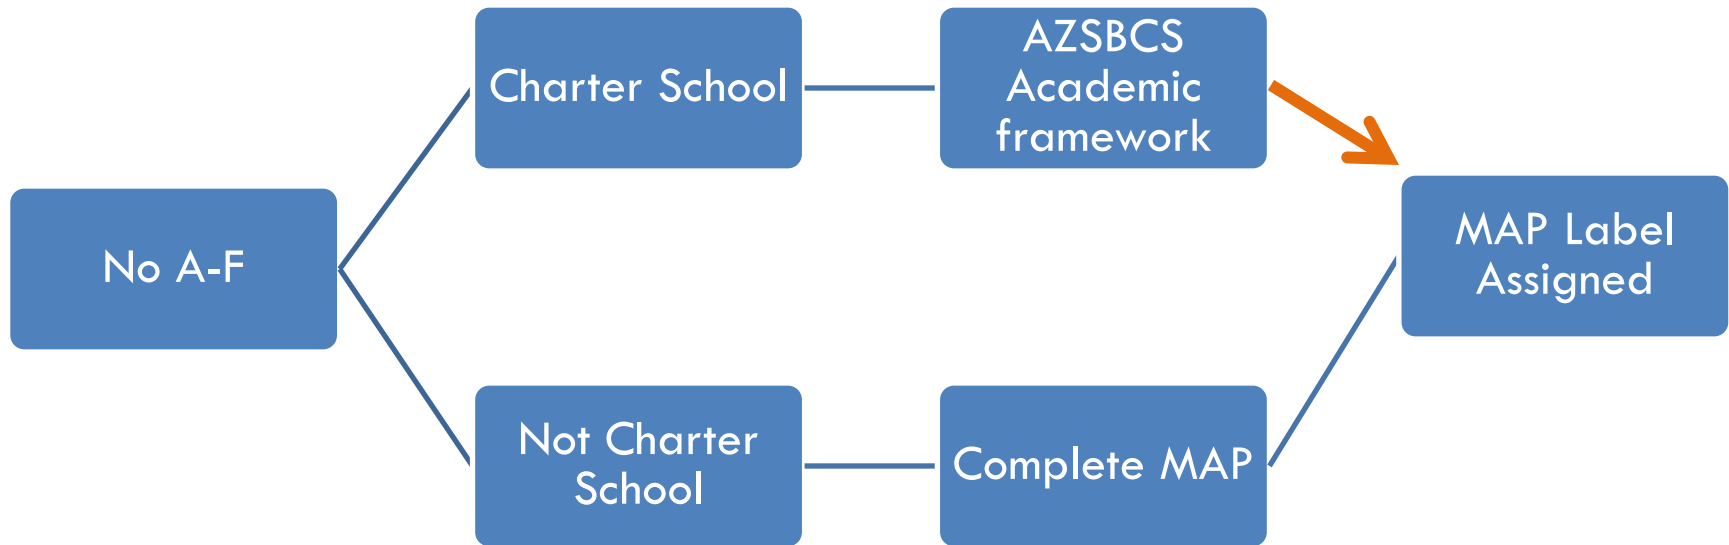 No A-F
Charter School
AZSBCS
Academic
framework
Not Charter
School
Complete MAP
MAP Label
Assigned